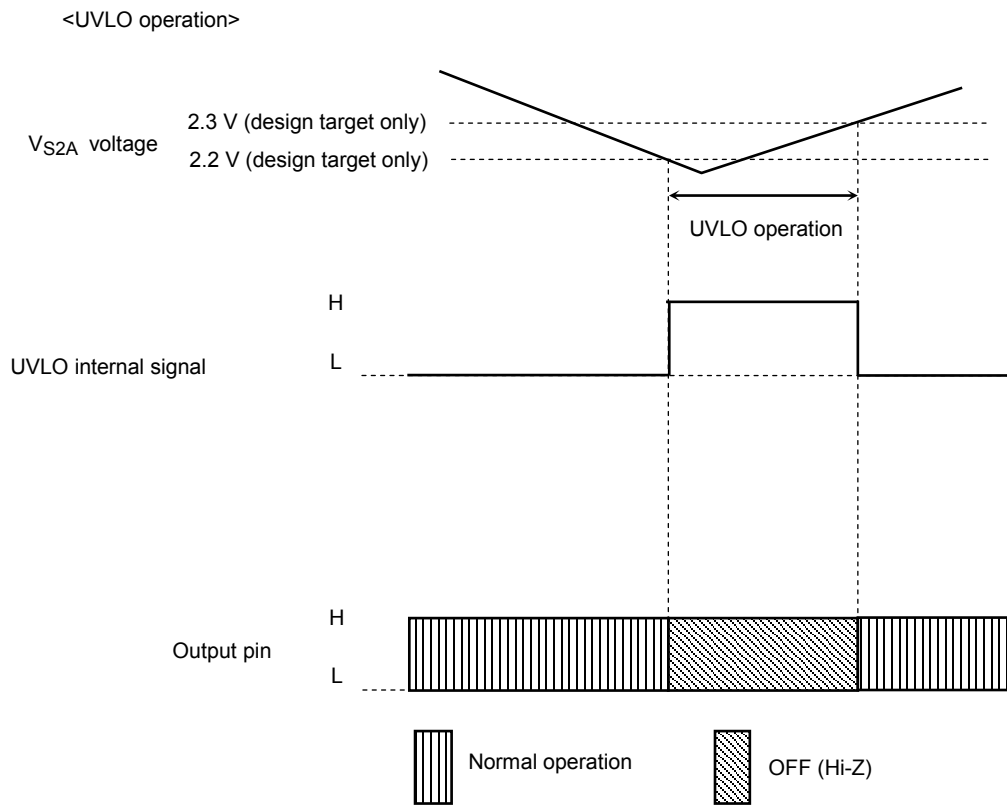 <UVLO operation>
2.3 V (design target only)
VS2A voltage
2.2 V (design target only)
UVLO operation
H
L
UVLO internal signal
H
Output pin
L
Normal operation
OFF (Hi-Z)